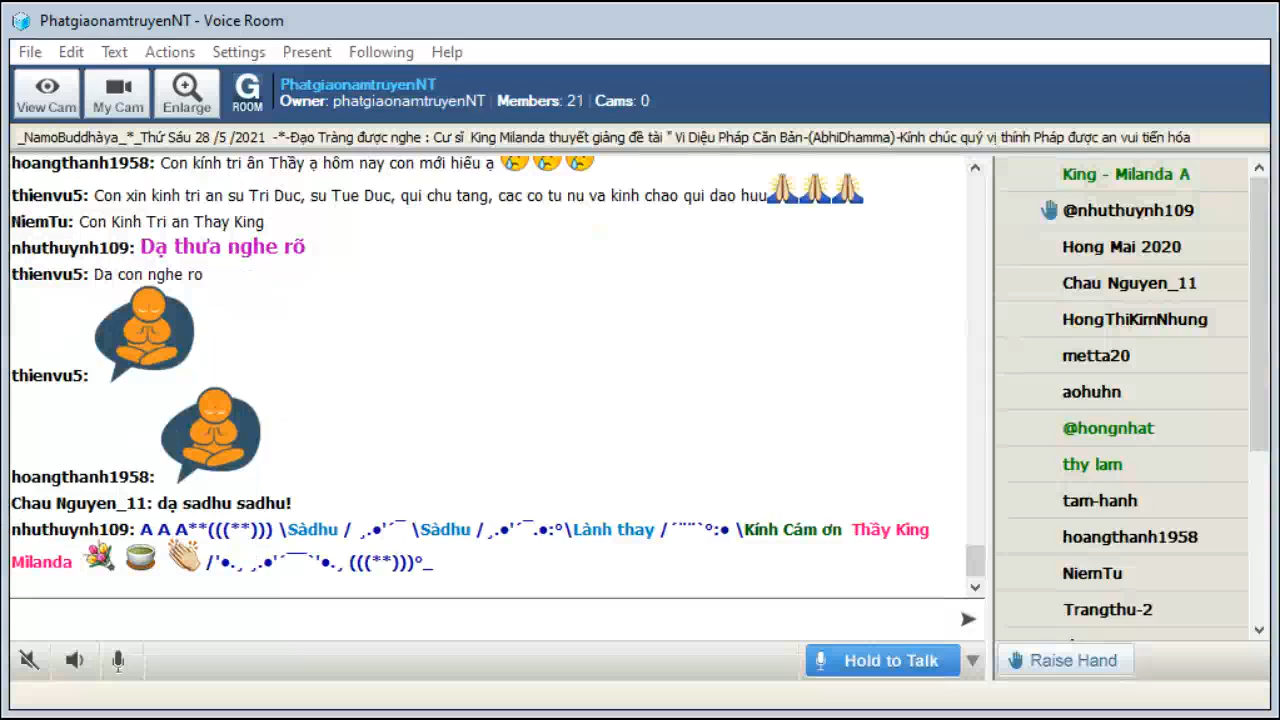 PhatgiaonamtruyenNT - Voice Room
File Edit Text Actions Settings Present Following Help
View Cam My Cam Enlarge G ROOM
PhatgiaonamtruyenNT
Owner: phatgiaonamtruyenNT | Members: 21 | Cams: 0
_NamoBuddhàya_*_Thứ Sáu 28 /5 /2021 -*-Đạo Tràng được nghe : Cư sĩ King Milanda thuyết giảng đề tài " Vi Diệu Pháp Căn Bản-(AbhiDhamma)-Kính chúc quý vị thính Pháp được an vui tiến hóa
hoangthanh1958: Con kính tri ân Thầy ạ hôm nay con mới hiểu ạ
thienvu5: Con xin kinh tri an su Tri Duc, su Tue Duc, qui chu tang, cac co tu nu va kinh chao qui dao huu
NiemTu: Con Kinh Tri an Thay King
nhuthuynh109: Dạ thưa nghe rõ
thienvu5: Da con nghe ro
thienvu5:
hoangthanh1958:
Chau Nguyen_11: dạ sadhu sadhu!
nhuthuynh109: A A A**(((**))) \Sàdhu / ¸.●'´¯ \Sàdhu /¸.●'´¯.●:°\Lành thay /´¨¨`°:● \Kính Cám ơn Thầy King
Milanda /'●.¸ ¸.●'´¯¯`'●.¸ (((**)))°_
King - Milanda A
@nhuthuynh109
Hong Mai 2020
Chau Nguyen_11
HongThiKimNhung
metta20
aohuhn
@hongnhat
thy lam
tam-hanh
hoangthanh1958
NiemTu
Trangthu-2
Hold to Talk
Raise Hand